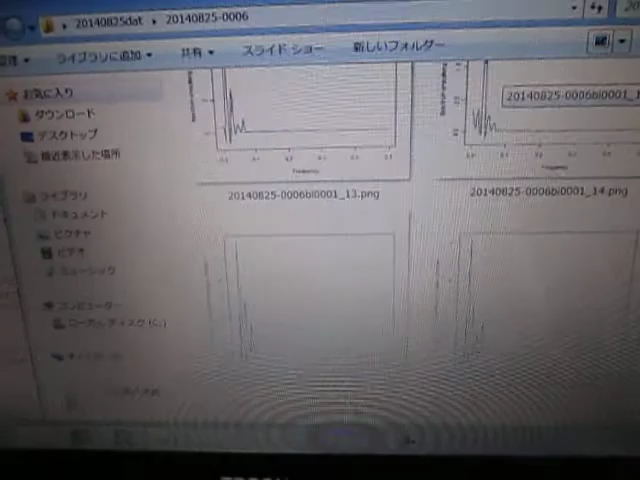 20140825dat ▸ 20140825-0006
ライブラリに追加 ▾ 共有 ▾ スライド ショー 新しいフォルダー
お気に入り
ダウンロード
デスクトップ
最近表示した場所
ライブラリ
ドキュメント
ピクチャ
ビデオ
ミュージック
コンピューター
ローカル ディスク (C:)
Frequency
20140825-0006bl0001_13.png
20140825-0006bl0001_14.png
20140825-0006bl0001_1